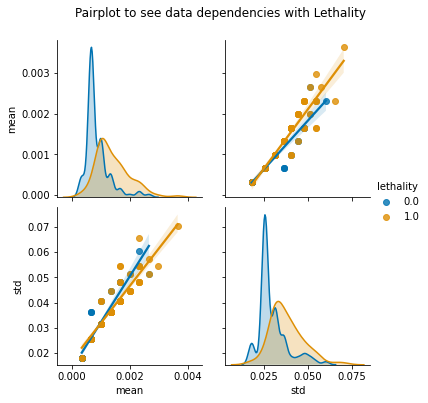 Pairplot to see data dependencies with Lethality
0.003
0.002
0.001
0.000
mean
lethality
0.0
1.0
0.07
0.06
0.05
0.04
0.03
0.02
std
0.000 0.002 0.004
mean
0.025 0.050 0.075
std